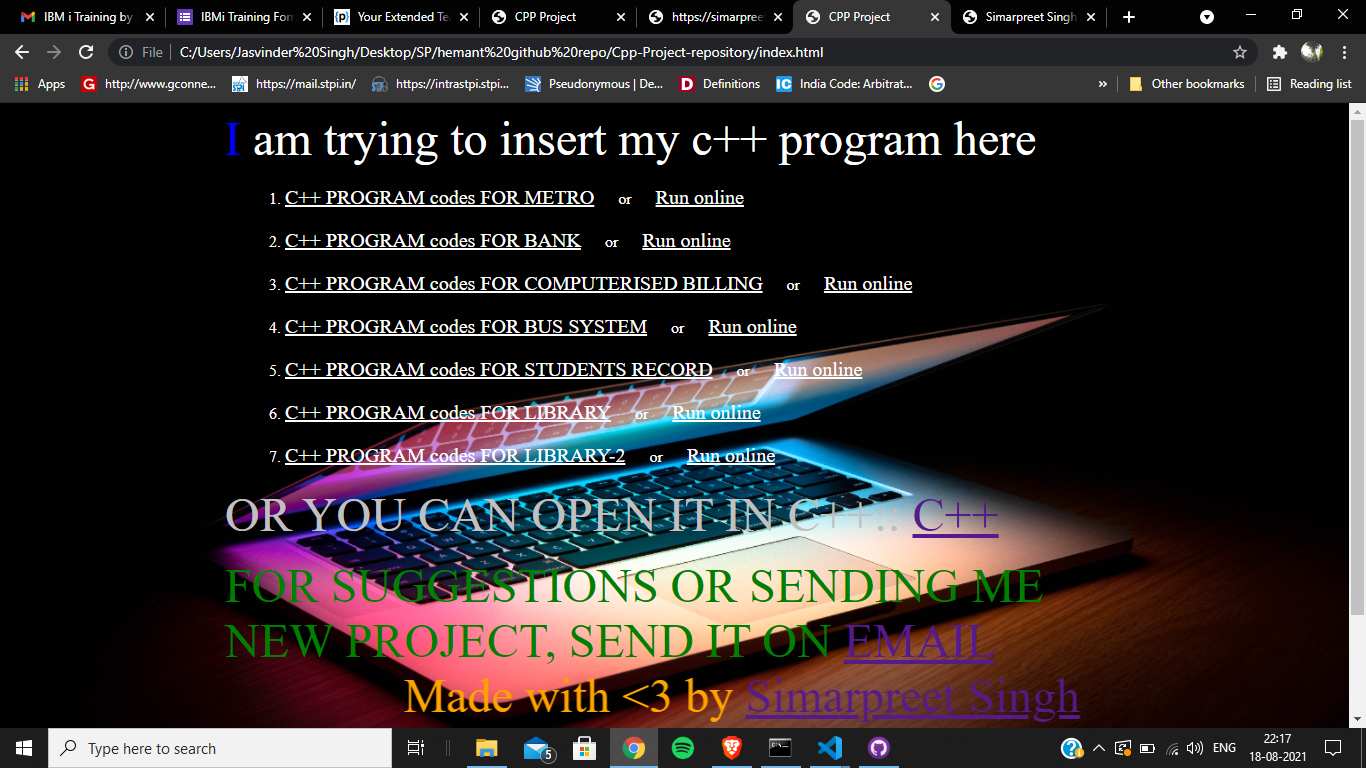 IBM i Training by
IBMi Training For
Your Extended Te
CPP Project
https://simarpree
CPP Project
Simarpreet Singh
File C:/Users/Jasvinder%20Singh/Desktop/SP/hemant%20github%20repo/Cpp-Project-repository/index.html
Apps http://www.gconne... https://mail.stpi.in/ https://intrastpi.stpi... Pseudonymous | De... Definitions India Code: Arbitrat... » Other bookmarks Reading list
I am trying to insert my c++ program here
1. C++ PROGRAM codes FOR METRO or Run online
2. C++ PROGRAM codes FOR BANK or Run online
3. C++ PROGRAM codes FOR COMPUTERISED BILLING or Run online
4. C++ PROGRAM codes FOR BUS SYSTEM or Run online
5. C++ PROGRAM codes FOR STUDENTS RECORD or Run online
6. C++ PROGRAM codes FOR LIBRARY or Run online
7. C++ PROGRAM codes FOR LIBRARY-2 or Run online
OR YOU CAN OPEN IT IN C++:: C++
FOR SUGGESTIONS OR SENDING ME
NEW PROJECT, SEND IT ON EMAIL
Made with <3 by Simarpreet Singh
Type here to search
5
ENG
22:17
18-08-2021